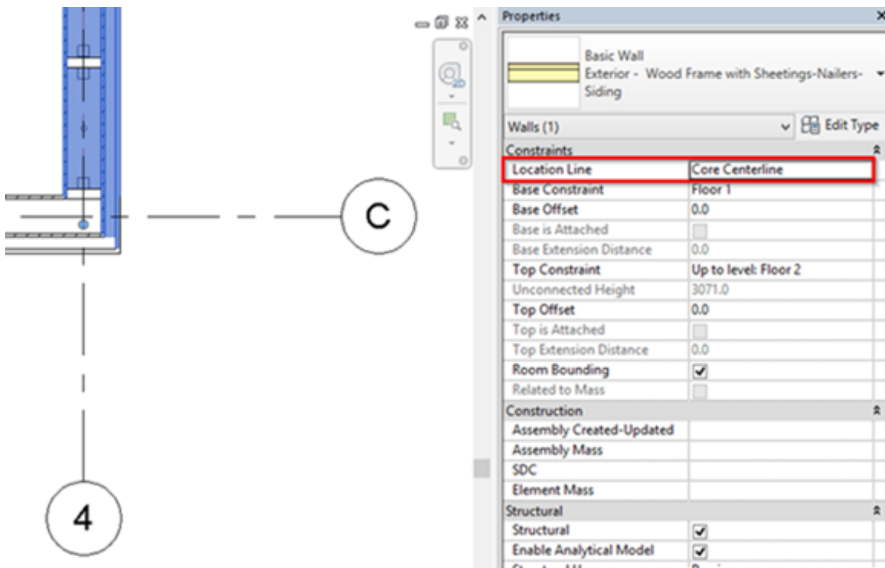 Properties
Basic Wall
Exterior - Wood Frame with Sheetings-Nailers-
Siding
Walls (1)
Edit Type
Constraints
Location Line Core Centerline
Base Constraint Floor 1
Base Offset 0.0
Base is Attached
Base Extension Distance 0.0
Top Constraint Up to level: Floor 2
Unconnected Height 3071.0
Top Offset 0.0
Top is Attached
Top Extension Distance 0.0
Room Bounding
Related to Mass
Construction
Assembly Created-Updated
Assembly Mass
SDC
Element Mass
Structural
Structural
Enable Analytical Model
2D
C
4